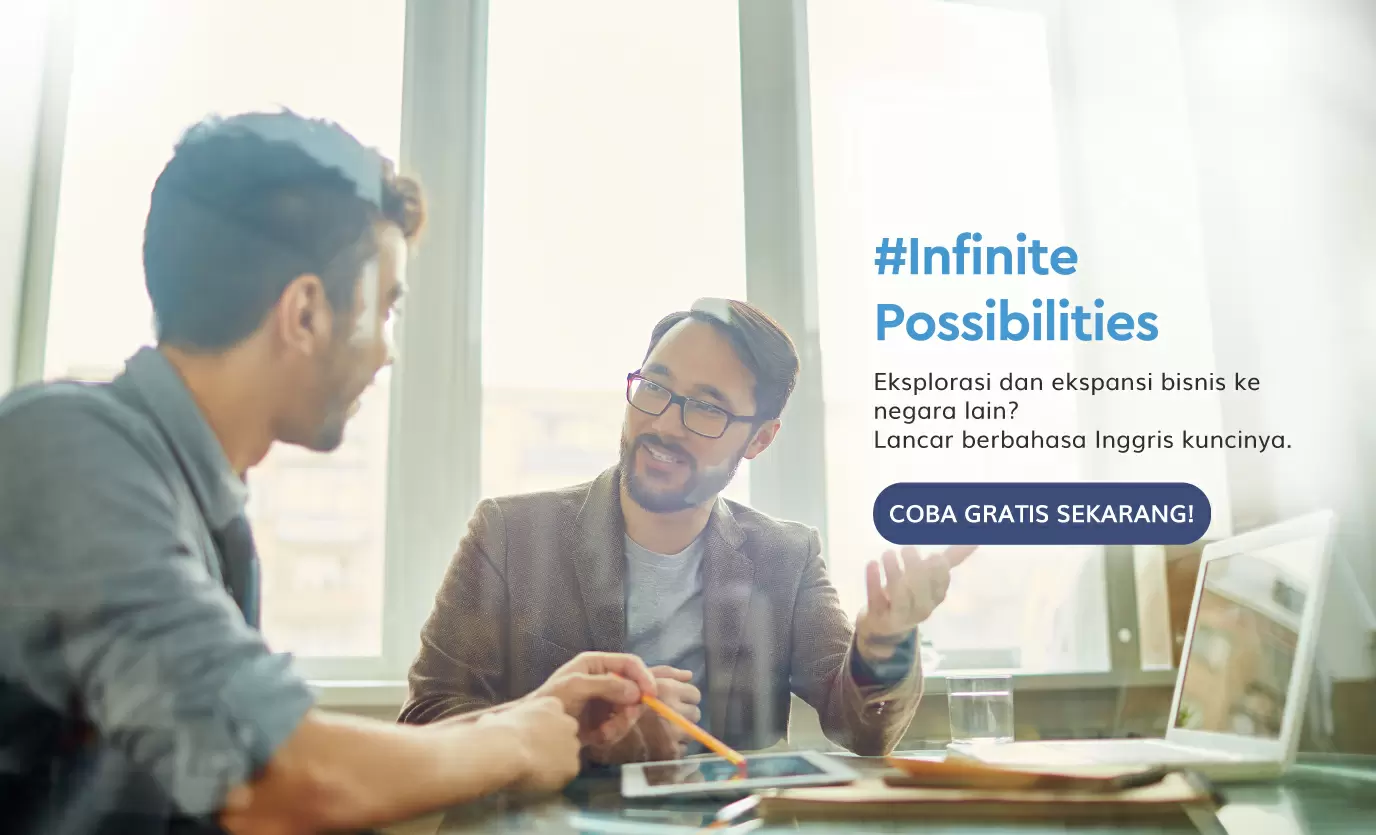 #Infinite
Possibilities
Eksplorasi dan ekspansi bisnis ke
negara lain?
Lancar berbahasa Inggris kuncinya.
COBA GRATIS SEKARANG!